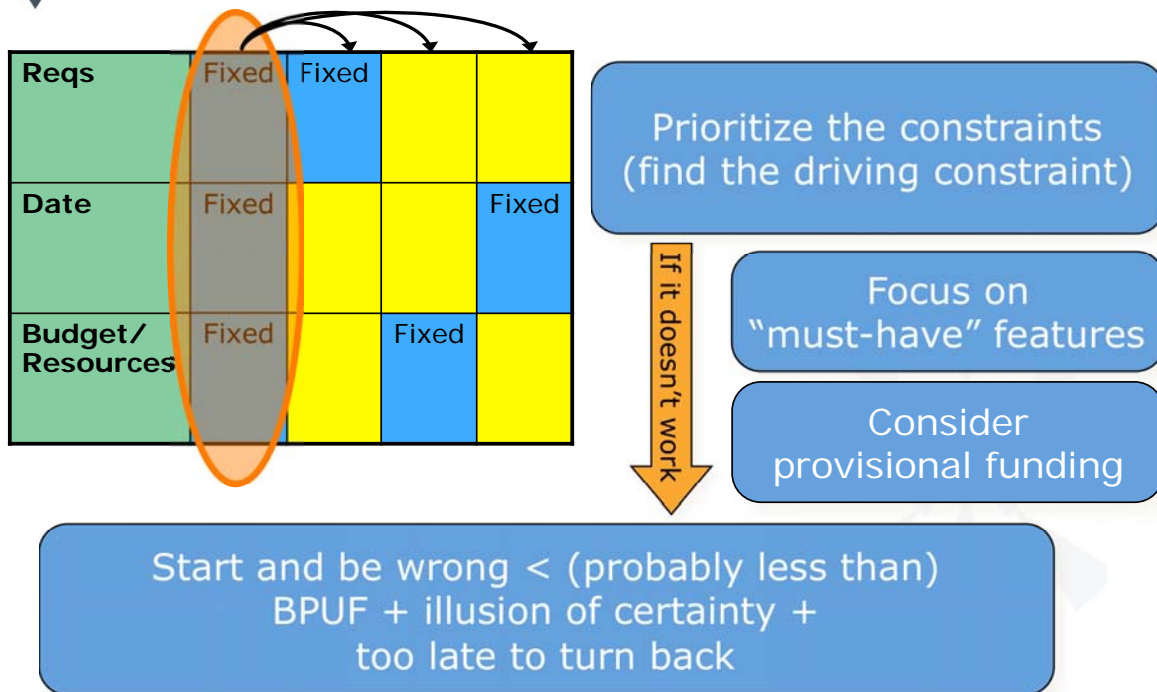 Reqs Fixed Fixed
Date Fixed Fixed
Budget/ Fixed Fixed
Resources
Prioritize the constraints
(find the driving constraint)
If it doesn't work
Focus on
“must-have” features
Consider
provisional funding
Start and be wrong < (probably less than)
BPUF + illusion of certainty +
too late to turn back